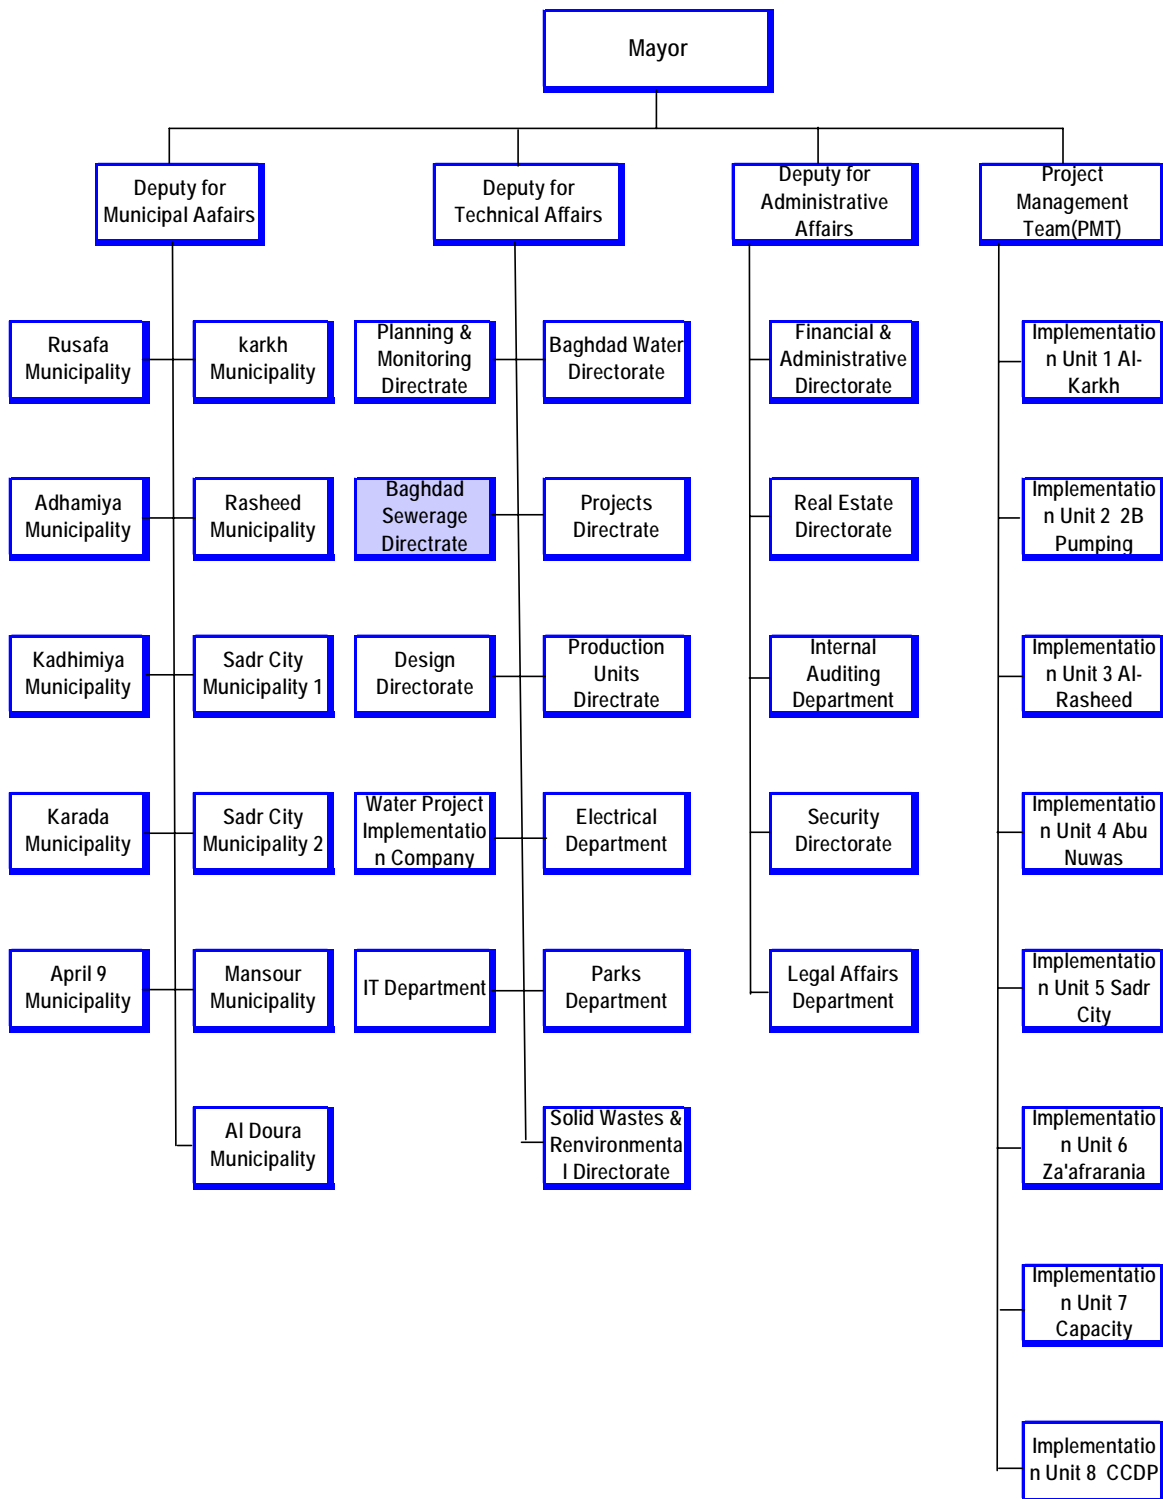 Mayor
Deputy for
Municipal Aafairs
Deputy for
Technical Affairs
Deputy for
Administrative
Affairs
Project
Management
Team(PMT)
Rusafa
Municipality
karkh
Municipality
Planning &
Monitoring
Directrate
Baghdad Water
Directorate
Financial &
Administrative
Directorate
Implementatio
n Unit 1 Al-
Karkh
Adhamiya
Municipality
Rasheed
Municipality
Baghdad
Sewerage
Directrate
Projects
Directrate
Real Estate
Directorate
Implementatio
n Unit 2  2B
Pumping
Kadhimiya
Municipality
Sadr City
Municipality 1
Design
Directorate
Production
Units
Directrate
Internal
Auditing
Department
Implementatio
n Unit 3 Al-
Rasheed
Karada
Municipality
Sadr City
Municipality 2
Water Project
Implementatio
n Company
Electrical
Department
Security
Directorate
Implementatio
n Unit 4 Abu
Nuwas
April 9
Municipality
Mansour
Municipality
IT Department
Parks
Department
Legal Affairs
Department
Implementatio
n Unit 5 Sadr
City
Al Doura
Municipality
Solid Wastes &
Renvironmenta
l Directorate
Implementatio
n Unit 6
Za'afrarania
Implementatio
n Unit 7
Capacity
Implementatio
n Unit 8  CCDP